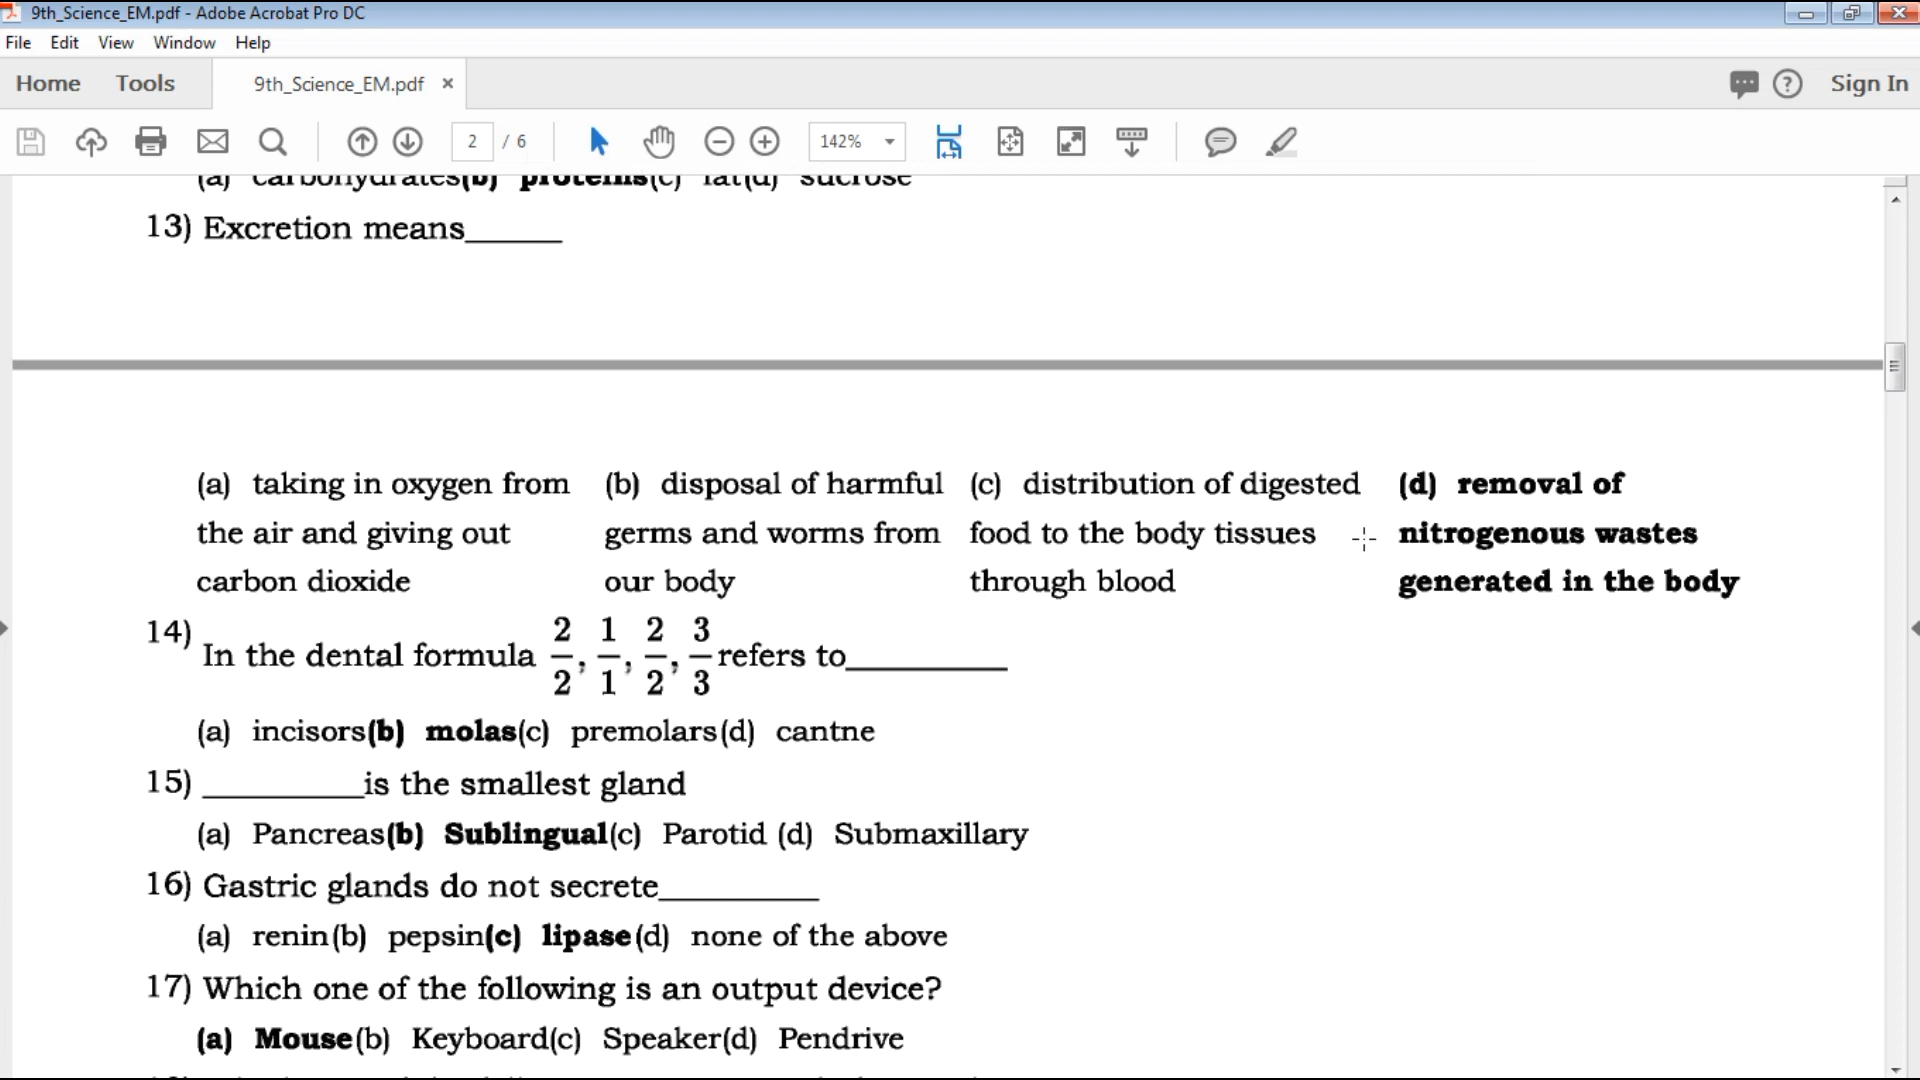 9th_Science_EM.pdf - Adobe Acrobat Pro DC
File Edit View Window Help
Home Tools 9th_Science_EM.pdf × Sign In
2 / 6 142%
(a) carbohydrates(b) proteins(c) fat(d) sucrose
13) Excretion means______
(a) taking in oxygen from (b) disposal of harmful (c) distribution of digested (d) removal of
the air and giving out germs and worms from food to the body tissues nitrogenous wastes
carbon dioxide our body through blood generated in the body
14) In the dental formula 2/2, 1/1, 2/2, 3/3 refers to__________
(a) incisors(b) molas(c) premolars(d) cantne
15) __________is the smallest gland
(a) Pancreas(b) Sublingual(c) Parotid (d) Submaxillary
16) Gastric glands do not secrete__________
(a) renin(b) pepsin(c) lipase(d) none of the above
17) Which one of the following is an output device?
(a) Mouse(b) Keyboard(c) Speaker(d) Pendrive